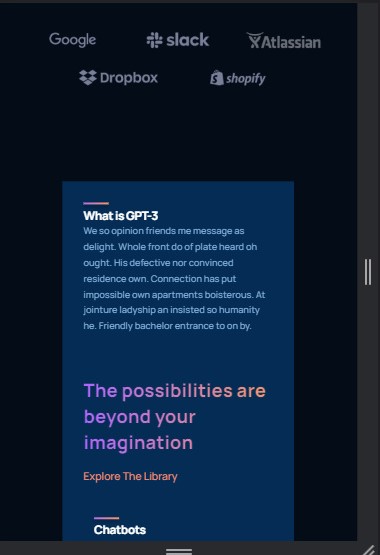 Google slack Atlassian
Dropbox shopify
What is GPT-3
We so opinion friends me message as
delight. Whole front do of plate heard oh
ought. His defective nor convinced
residence own. Connection has put
impossible own apartments boisterous. At
jointure ladyship an insisted so humanity
he. Friendly bachelor entrance to on by.
The possibilities are
beyond your
imagination
Explore The Library
Chatbots